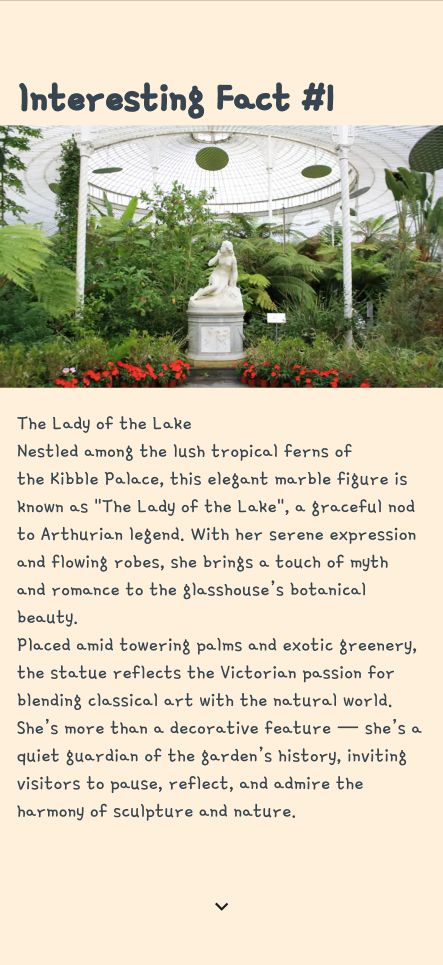 Interesting Fact #1
The Lady of the Lake
Nestled among the lush tropical ferns of
the Kibble Palace, this elegant marble figure is
known as "The Lady of the Lake", a graceful nod
to Arthurian legend. With her serene expression
and flowing robes, she brings a touch of myth
and romance to the glasshouse’s botanical
beauty.
Placed amid towering palms and exotic greenery,
the statue reflects the Victorian passion for
blending classical art with the natural world.
She’s more than a decorative feature — she’s a
quiet guardian of the garden’s history, inviting
visitors to pause, reflect, and admire the
harmony of sculpture and nature.